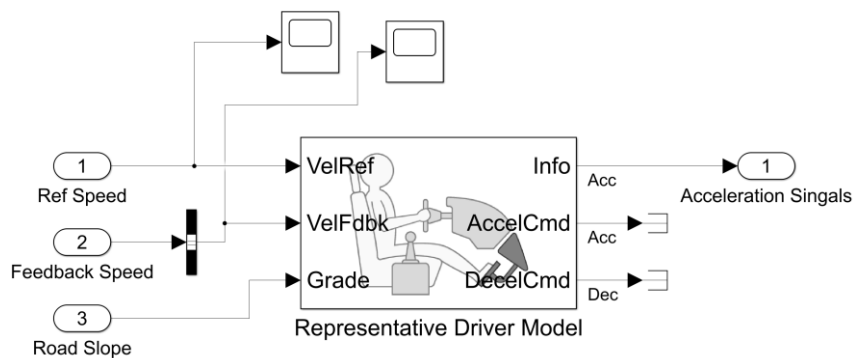 1
Ref Speed
2
Feedback Speed
3
Road Slope
VelRef
VelFdbk
Grade
Info
AccelCmd
DecelCmd
Representative Driver Model
Acc
Acc
Dec
1
Acceleration Singals